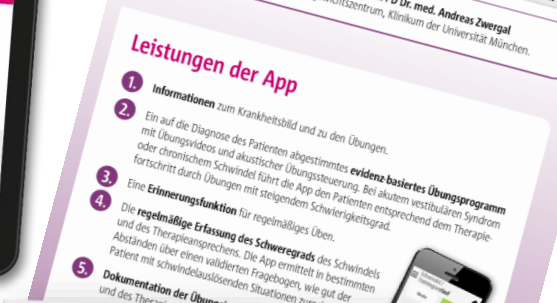 PD Dr. med. Andreas Zwergal
Klinikum der Universität München.
Leistungen der App
1. Informationen zum Krankheitsbild und zu den Übungen.
2. Ein auf die Diagnose des Patienten abgestimmtes evidenz-basiertes Übungsprogramm
mit Übungsvideos und akustischer Übungssteuerung. Bei akutem vestibulären Syndrom
oder chronischem Schwindel führt die App den Patienten entsprechend dem Therapie-
fortschritt durch Übungen mit steigendem Schwierigkeitsgrad.
3. Eine Erinnerungsfunktion für regelmäßiges Üben.
4. Die regelmäßige Erfassung des Schweregrads des Schwindels
und des Therapieansprechens. Die App ermittelt in bestimmten
Abständen über einen validierten Fragebogen, wie gut der
Patient mit schwindelauslösenden Situationen
5. Dokumentation der
und des